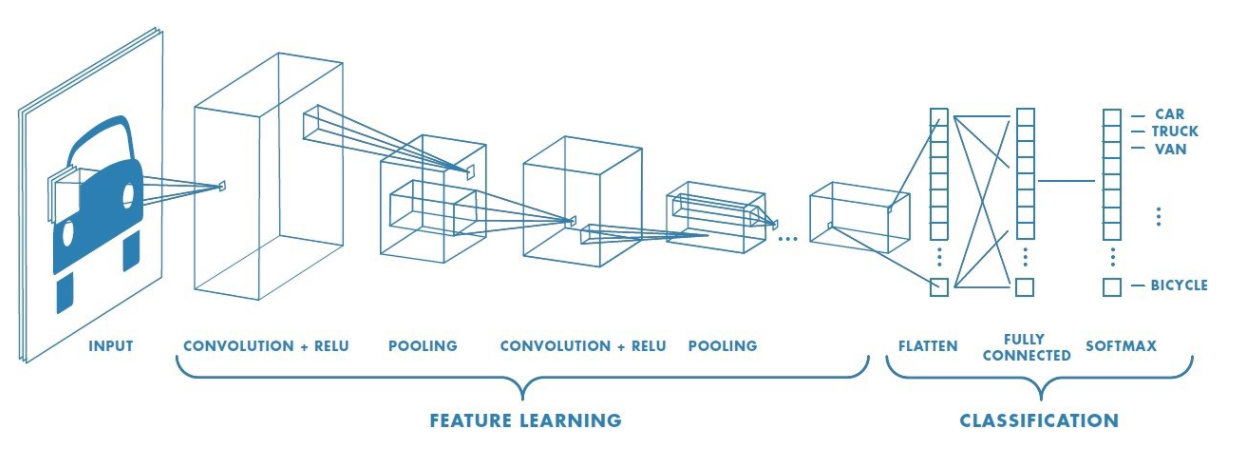 CAR
TRUCK
VAN
BICYCLE
INPUT
CONVOLUTION + RELU
POOLING
CONVOLUTION + RELU
POOLING
FLATTEN
FULLY
CONNECTED
SOFTMAX
FEATURE LEARNING
CLASSIFICATION